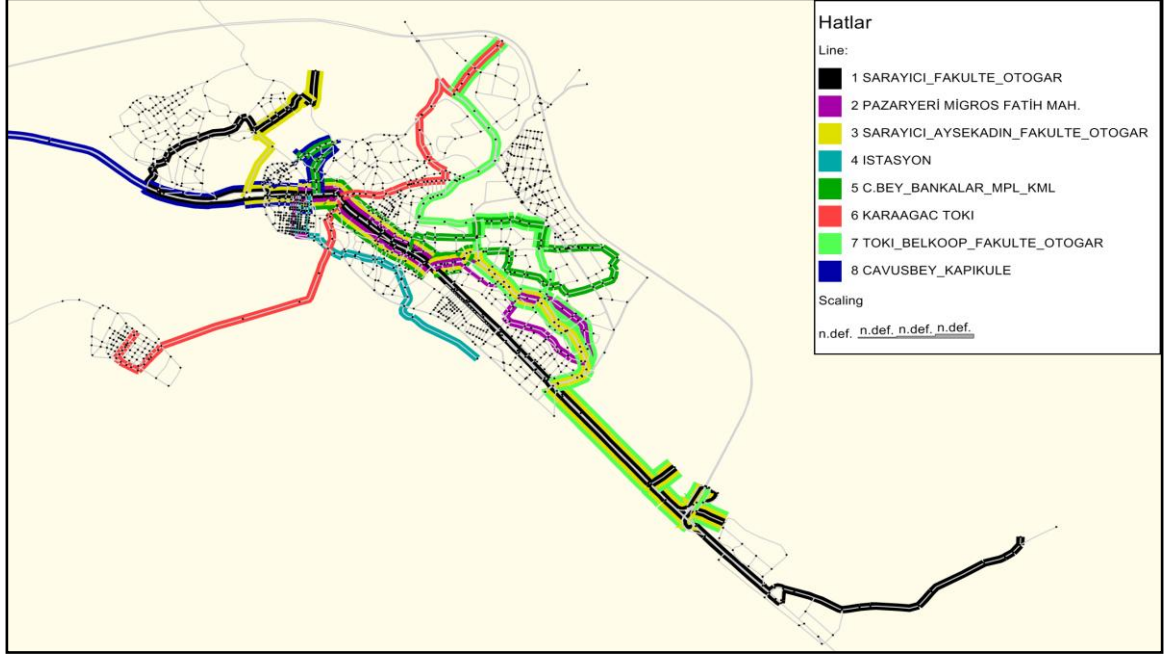 Hatlar
Line:
1 SARAYICI_FAKULTE_OTOGAR
2 PAZARYERİ MİGROS FATİH MAH.
3 SARAYICI_AYSEKADIN_FAKULTE_OTOGAR
4 ISTASYON
5 C.BEY_BANKALAR_MPL_KML
6 KARAAGAC TOKI
7 TOKI_BELKOOP_FAKULTE_OTOGAR
8 CAVUSBEY_KAPIKULE
Scaling
n.def. n.def. n.def. n.def.